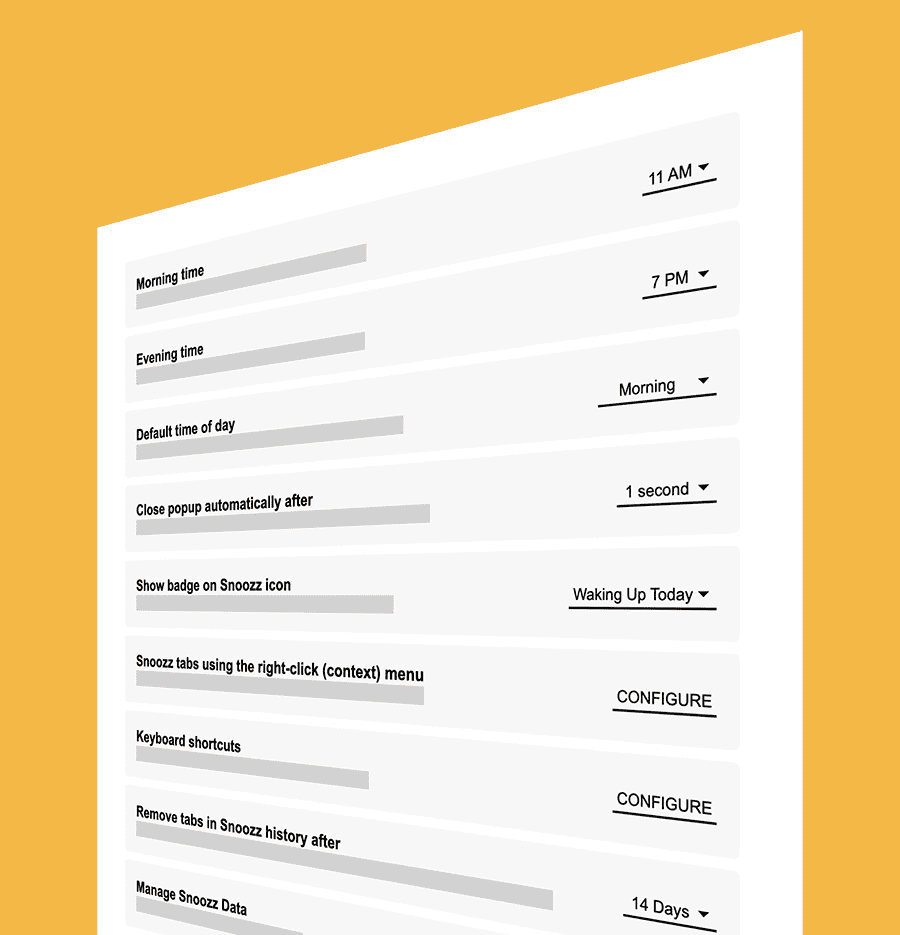 Morning time
11 AM
Evening time
7 PM
Default time of day
Morning
Close popup automatically after
1 second
Show badge on Snoozz icon
Waking Up Today
Snoozz tabs using the right-click (context) menu
CONFIGURE
Keyboard shortcuts
CONFIGURE
Remove tabs in Snoozz history after
14 Days
Manage Snoozz Data